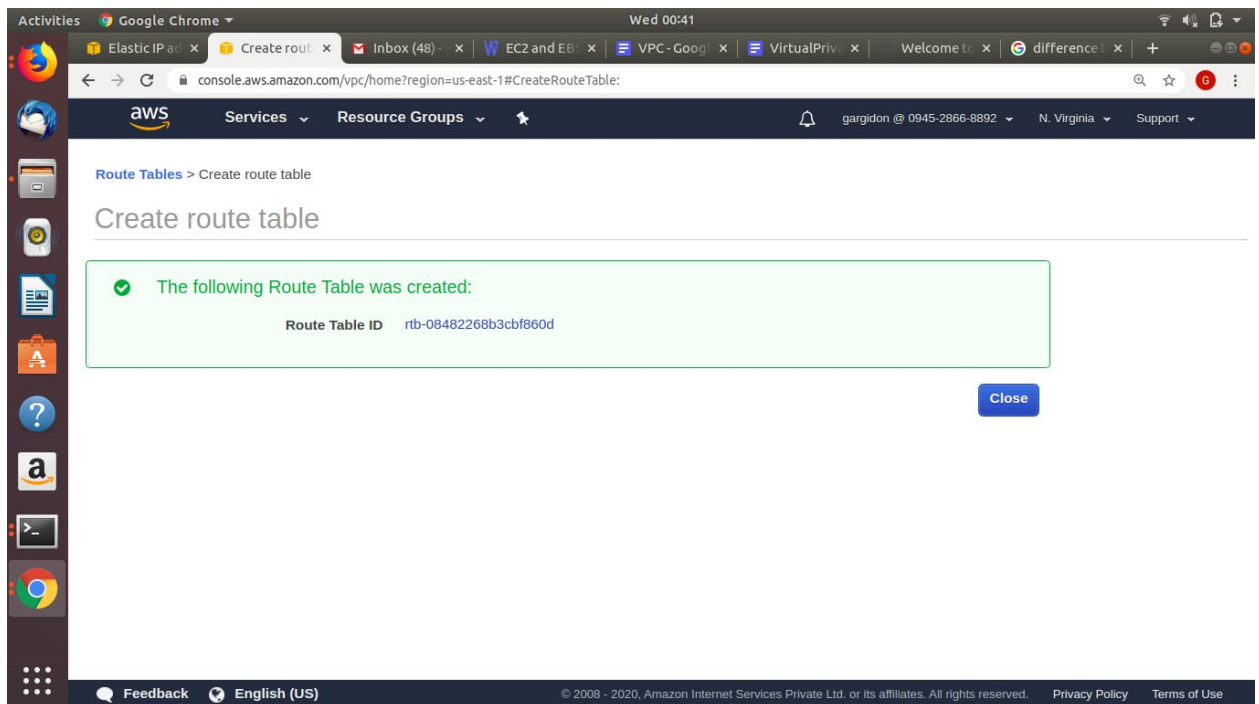 Activities Google Chrome Wed 00:41
Elastic IP ad Create rout Inbox (48) - EC2 and EB VPC - Googl VirtualPriva Welcome to difference
console.aws.amazon.com/vpc/home?region=us-east-1#CreateRouteTable: G
aws Services Resource Groups gargidon @ 0945-2866-8892 N. Virginia Support
Route Tables > Create route table
Create route table
The following Route Table was created:
Route Table ID rtb-08482268b3cbf860d
Close
Feedback English (US) © 2008 - 2020, Amazon Internet Services Private Ltd. or its affiliates. All rights reserved. Privacy Policy Terms of Use